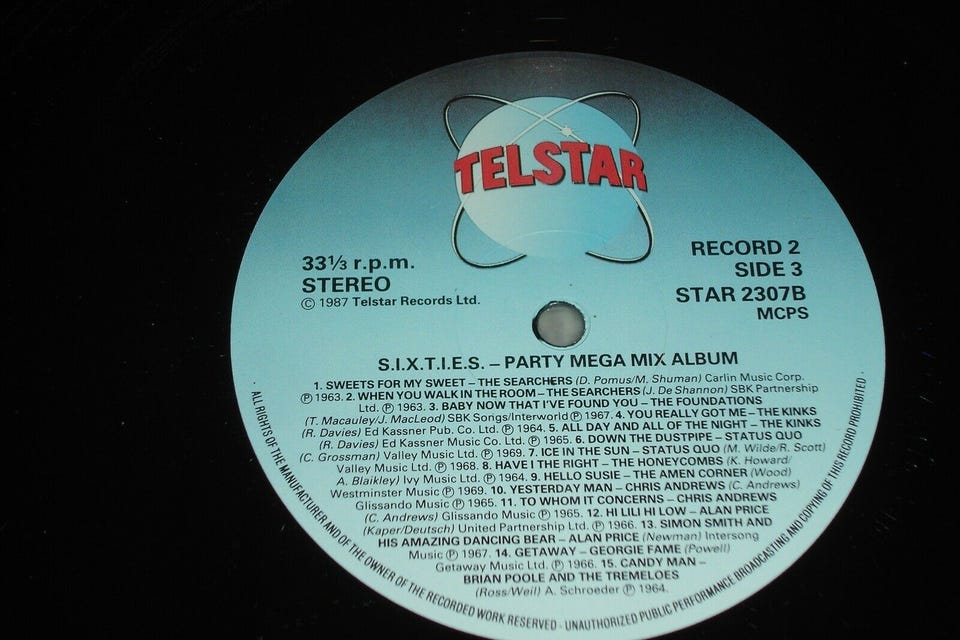 TELSTAR
33⅓ r.p.m.
STEREO
© 1987 Telstar Records Ltd.
RECORD 2
SIDE 3
STAR 2307B
MCPS
S.I.X.T.I.E.S. – PARTY MEGA MIX ALBUM
1. SWEETS FOR MY SWEET – THE SEARCHERS (D. Pomus/M. Shuman) Carlin Music Corp.
℗ 1963. 2. WHEN YOU WALK IN THE ROOM – THE SEARCHERS (J. De Shannon) SBK Partnership
Ltd. ℗ 1963. 3. BABY NOW THAT I'VE FOUND YOU – THE FOUNDATIONS
(T. Macauley/J. MacLeod) SBK Songs/Interworld ℗ 1967. 4. YOU REALLY GOT ME – THE KINKS
(R. Davies) Ed Kassner Pub. Co. Ltd. ℗ 1964. 5. ALL DAY AND ALL OF THE NIGHT – THE KINKS
(R. Davies) Ed Kassner Music Co. Ltd. ℗ 1965. 6. DOWN THE DUSTPIPE – STATUS QUO
(C. Grossman) Valley Music Ltd. ℗ 1969. 7. ICE IN THE SUN – STATUS QUO (M. Wilde/R. Scott)
Valley Music Ltd. ℗ 1968. 8. HAVE I THE RIGHT – THE HONEYCOMBS (K. Howard/
A. Blaikley) Ivy Music Ltd. ℗ 1964. 9. HELLO SUSIE – THE AMEN CORNER (Wood)
Westminster Music ℗ 1969. 10. YESTERDAY MAN – CHRIS ANDREWS (C. Andrews)
Glissando Music ℗ 1965. 11. TO WHOM IT CONCERNS – CHRIS ANDREWS
(C. Andrews) Glissando Music ℗ 1965. 12. HI LILI HI LOW – ALAN PRICE
(Kaper/Deutsch) United Partnership Ltd. ℗ 1966. 13. SIMON SMITH AND
HIS AMAZING DANCING BEAR – ALAN PRICE (Newman) Intersong
Music ℗ 1967. 14. GETAWAY – GEORGIE FAME (Powell)
Getaway Music Ltd. ℗ 1966. 15. CANDY MAN –
BRIAN POOLE AND THE TREMELOES
(Ross/Weil) A. Schroeder ℗ 1964.
· ALL RIGHTS OF THE MANUFACTURER AND OF THE OWNER OF THE RECORDED WORK RESERVED · UNAUTHORIZED PUBLIC PERFORMANCE BROADCASTING AND COPYING OF THIS RECORD PROHIBITED ·